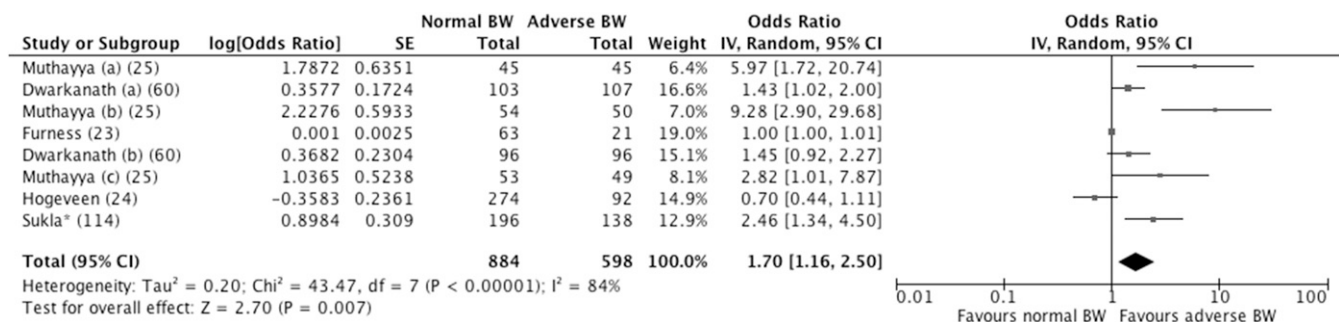 Normal BW Adverse BW Odds Ratio Odds Ratio
Study or Subgroup log[Odds Ratio] SE Total Total Weight IV, Random, 95% CI IV, Random, 95% CI
Muthayya (a) (25) 1.7872 0.6351 45 45 6.4% 5.97 [1.72, 20.74]
Dwarkanath (a) (60) 0.3577 0.1724 103 107 16.6% 1.43 [1.02, 2.00]
Muthayya (b) (25) 2.2276 0.5933 54 50 7.0% 9.28 [2.90, 29.68]
Furness (23) 0.001 0.0025 63 21 19.0% 1.00 [1.00, 1.01]
Dwarkanath (b) (60) 0.3682 0.2304 96 96 15.1% 1.45 [0.92, 2.27]
Muthayya (c) (25) 1.0365 0.5238 53 49 8.1% 2.82 [1.01, 7.87]
Hogeveen (24) −0.3583 0.2361 274 92 14.9% 0.70 [0.44, 1.11]
Sukla* (114) 0.8984 0.309 196 138 12.9% 2.46 [1.34, 4.50]
Total (95% CI) 884 598 100.0% 1.70 [1.16, 2.50]
Heterogeneity: Tau² = 0.20; Chi² = 43.47, df = 7 (P < 0.00001); I² = 84%
Test for overall effect: Z = 2.70 (P = 0.007)
0.01 0.1 1 10 100
Favours normal BW Favours adverse BW